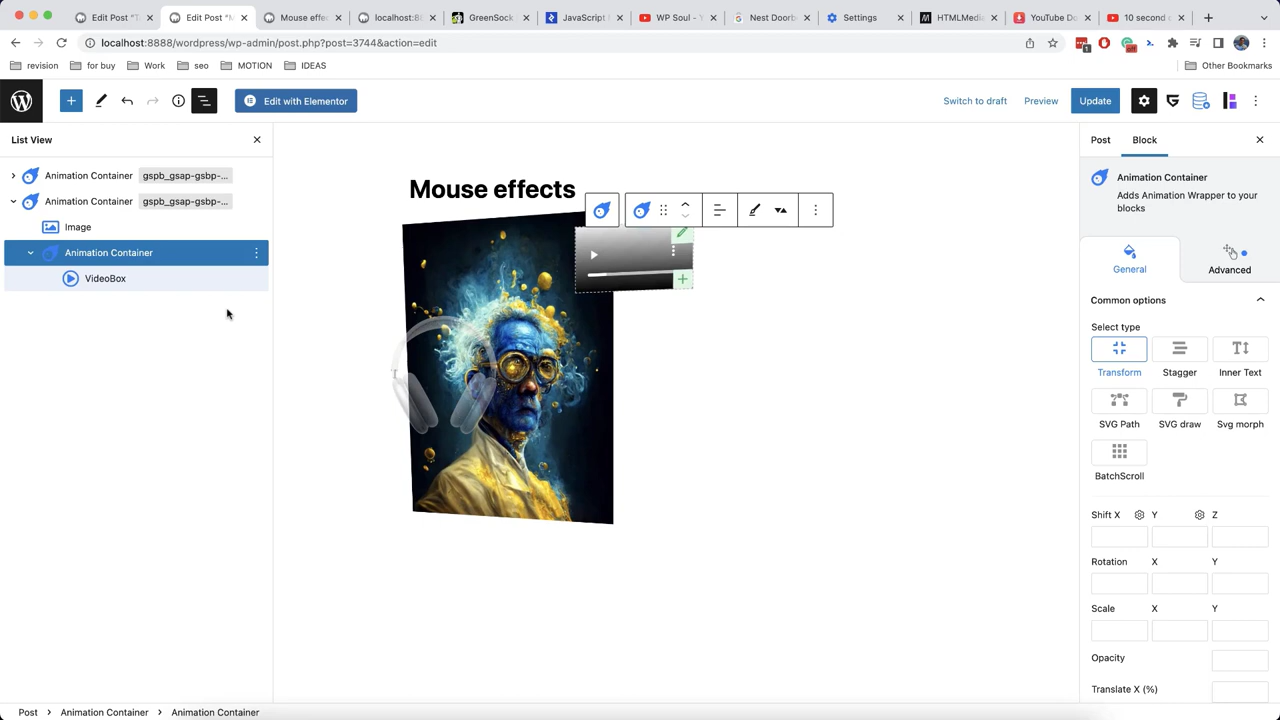 Edit Post "T
Edit Post "M
Mouse effec
localhost:88
GreenSock
JavaScript
WP Soul - Y
Nest Doorb
Settings
HTMLMedia
YouTube Do
10 second
localhost:8888/wordpress/wp-admin/post.php?post=3744&action=edit
revision
for buy
Work
seo
MOTION
IDEAS
Other Bookmarks
Edit with Elementor
Switch to draft
Preview
Update
List View
Post
Block
Animation Container gspb_gsap-gsbp-...
Animation Container gspb_gsap-gsbp-...
Image
Animation Container
VideoBox
Mouse effects
Animation Container
Adds Animation Wrapper to your
blocks
General
Advanced
Common options
Select type
Transform
Stagger
Inner Text
SVG Path
SVG draw
Svg morph
BatchScroll
Shift X
Y
Z
Rotation
X
Y
Scale
X
Y
Opacity
Translate X (%)
Post
Animation Container
Animation Container